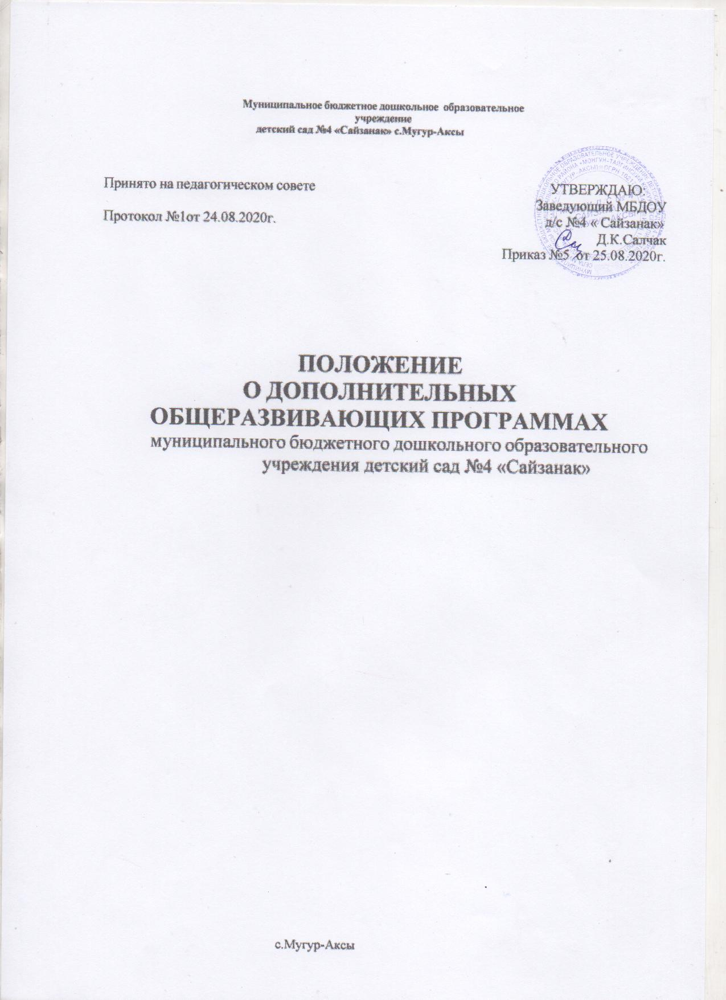 Муниципальное бюджетное дошкольное образовательное
учреждение
детский сад №4 «Сайзанак» с.Мугур-Аксы
Принято на педагогическом совете
Протокол №1от 24.08.2020г.
УТВЕРЖДАЮ:
Заведующий МБДОУ
д/с №4 « Сайзанак»
Д.К.Салчак
Приказ №5 от 25.08.2020г.
ПОЛОЖЕНИЕ
О ДОПОЛНИТЕЛЬНЫХ
ОБЩЕРАЗВИВАЮЩИХ ПРОГРАММАХ
муниципального бюджетного дошкольного образовательного
учреждения детский сад №4 «Сайзанак»
с.Мугур-Аксы